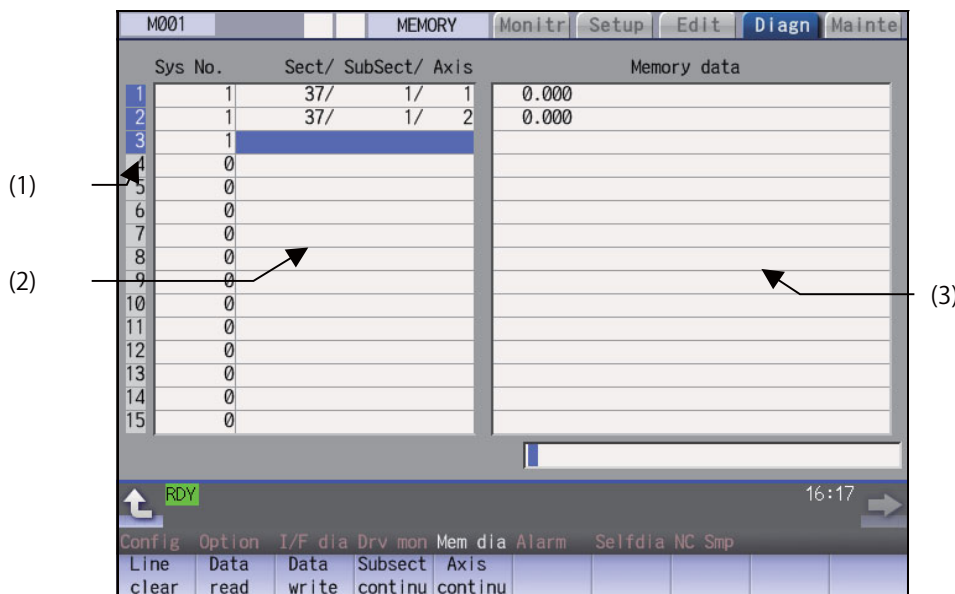 M001 MEMORY Monitr Setup Edit Diagn Mainte
Sys No. Sect/ SubSect/ Axis Memory data
1 1 37/ 1/ 1 0.000
2 1 37/ 1/ 2 0.000
3 1
(1) 4 0
5 0
6 0
7 0
8 0
(2) 9 0 (3)
10 0
11 0
12 0
13 0
14 0
15 0
RDY 16:17
Config Option I/F dia Drv mon Mem dia Alarm Selfdia NC Smp
Line Data Data Subsect Axis
clear read write continu continu